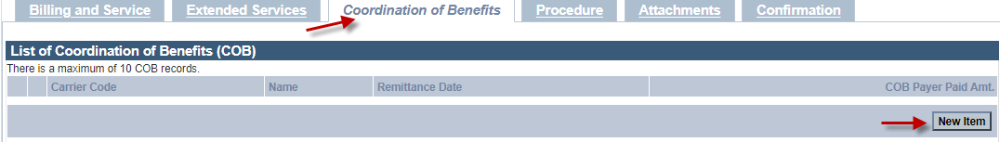 Billing and Service Extended Services Coordination of Benefits Procedure Attachments Confirmation
List of Coordination of Benefits (COB)
There is a maximum of 10 COB records.
Carrier Code Name Remittance Date COB Payer Paid Amt.
New Item